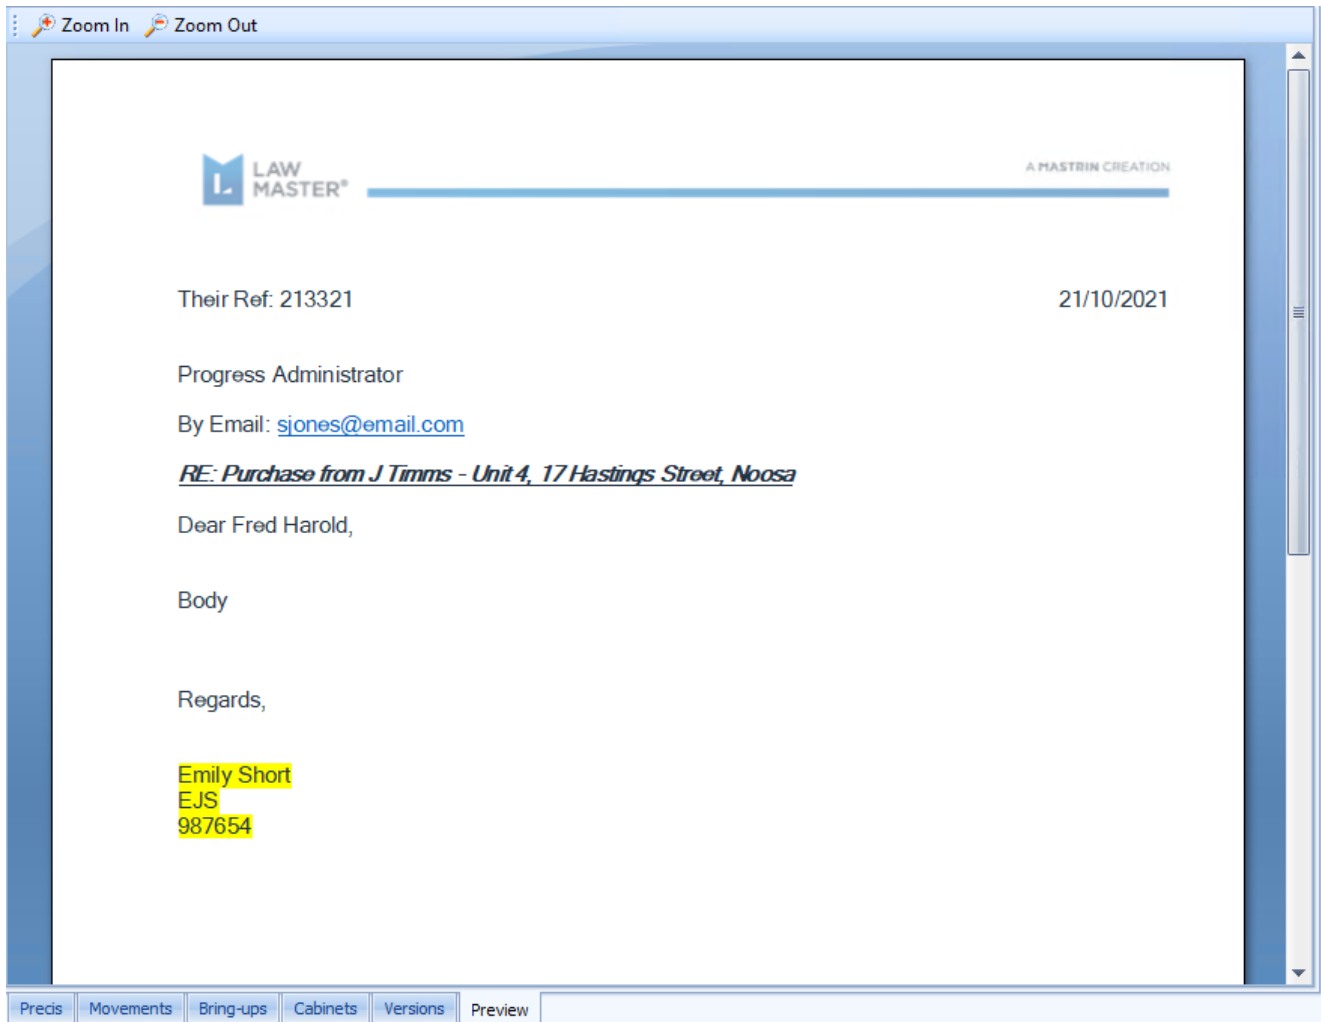 Zoom In Zoom Out
LAW
MASTER®
A MASTRIN CREATION
Their Ref: 213321 21/10/2021
Progress Administrator
By Email: sjones@email.com
RE: Purchase from J Timms - Unit 4, 17 Hastings Street, Noosa
Dear Fred Harold,
Body
Regards,
Emily Short
EJS
987654
Precis Movements Bring-ups Cabinets Versions Preview